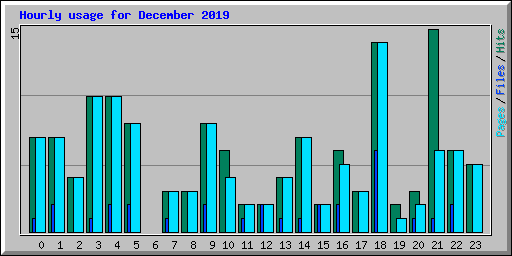 Hourly usage for December 2019
15
Pages / Files / Hits
0 1 2 3 4 5 6 7 8 9 10 11 12 13 14 15 16 17 18 19 20 21 22 23